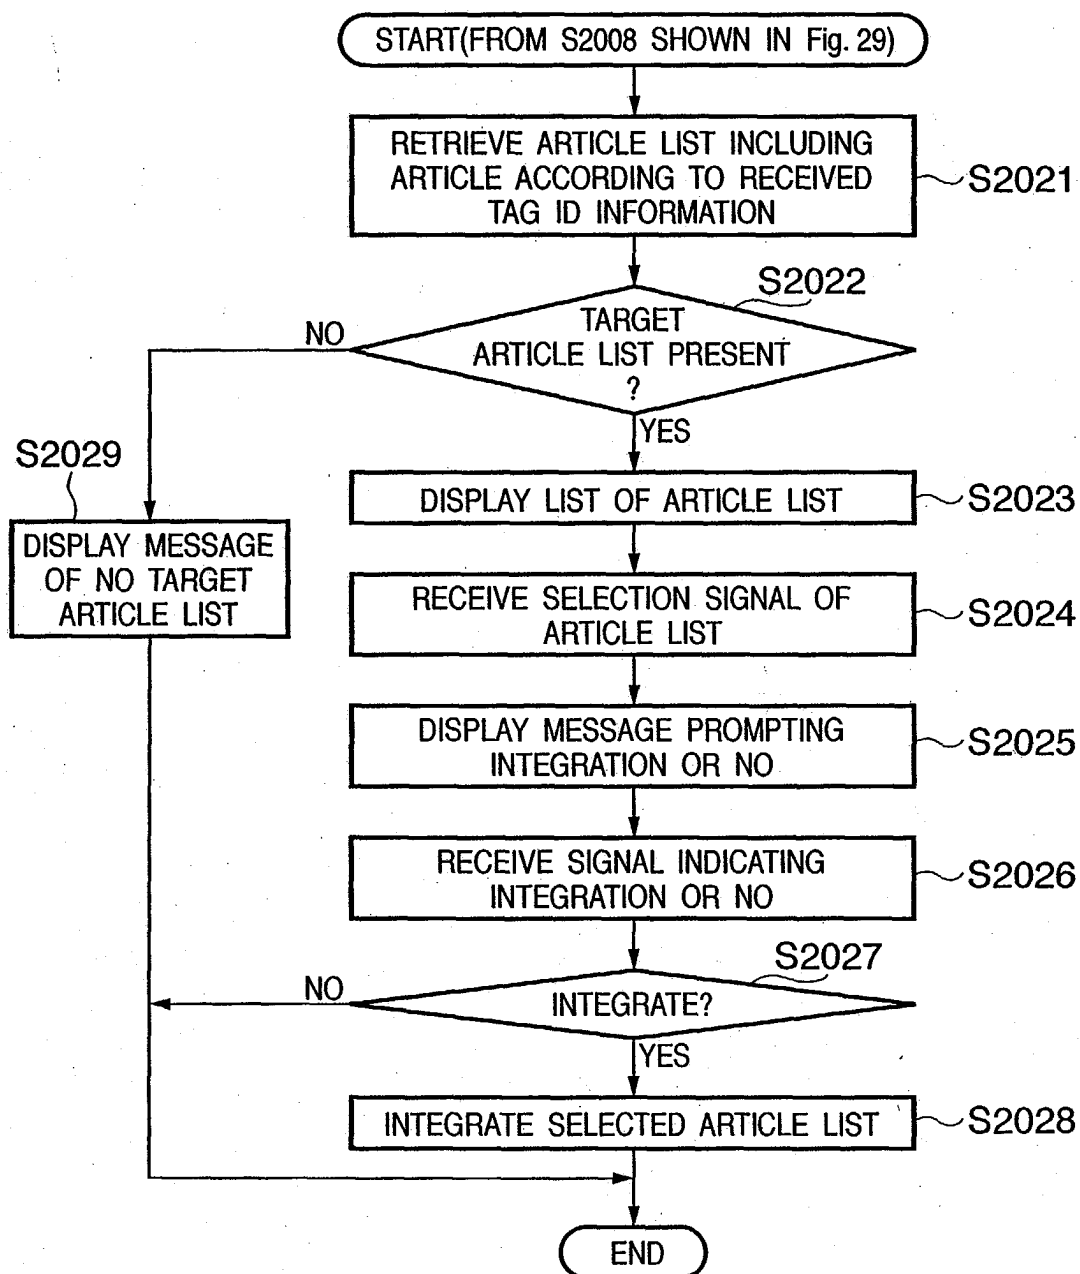 START(FROM S2008 SHOWN IN Fig. 29)
RETRIEVE ARTICLE LIST INCLUDING
ARTICLE ACCORDING TO RECEIVED
TAG ID INFORMATION
S2021
S2022
TARGET
ARTICLE LIST PRESENT
?
NO
YES
S2029
DISPLAY MESSAGE
OF NO TARGET
ARTICLE LIST
DISPLAY LIST OF ARTICLE LIST
S2023
RECEIVE SELECTION SIGNAL OF
ARTICLE LIST
S2024
DISPLAY MESSAGE PROMPTING
INTEGRATION OR NO
S2025
RECEIVE SIGNAL INDICATING
INTEGRATION OR NO
S2026
S2027
INTEGRATE?
NO
YES
INTEGRATE SELECTED ARTICLE LIST
S2028
END